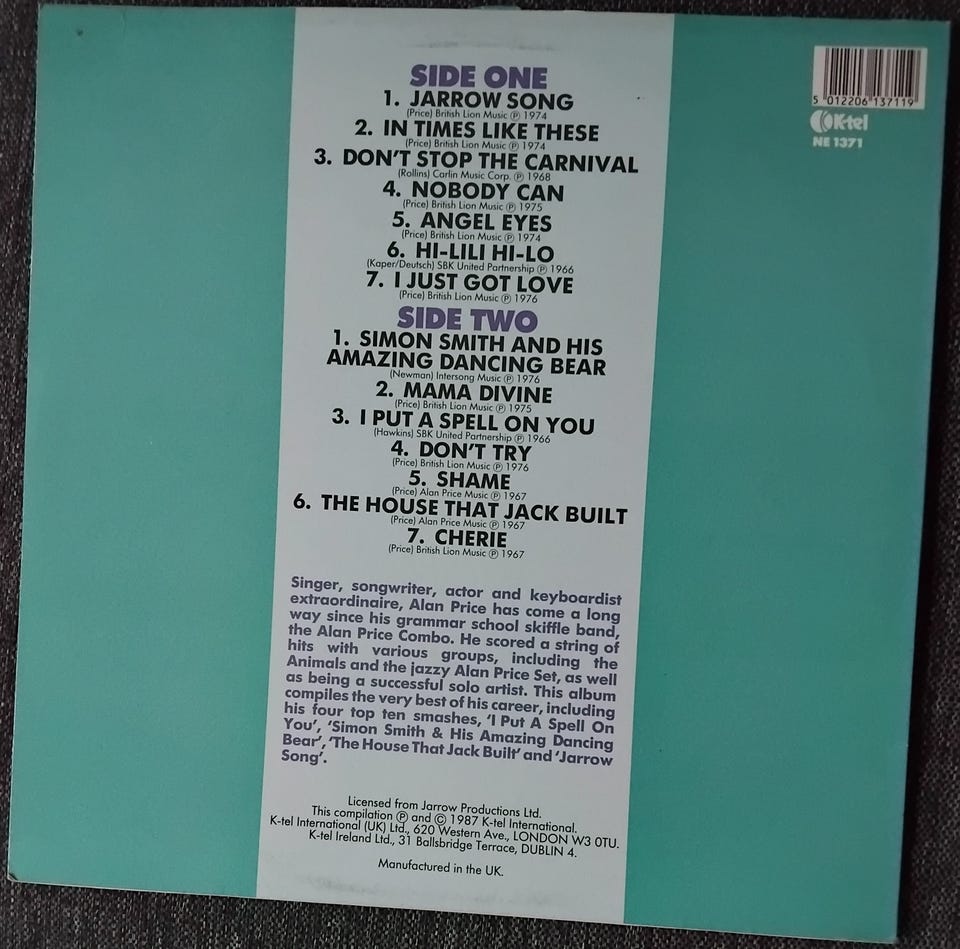 SIDE ONE
1. JARROW SONG
(Price) British Lion Music Ⓟ 1974
2. IN TIMES LIKE THESE
(Price) British Lion Music Ⓟ 1974
3. DON'T STOP THE CARNIVAL
(Rollins) Carlin Music Corp. Ⓟ 1968
4. NOBODY CAN
(Price) British Lion Music Ⓟ 1975
5. ANGEL EYES
(Price) British Lion Music Ⓟ 1974
6. HI-LILI HI-LO
(Kaper/Deutsch) SBK United Partnership Ⓟ 1966
7. I JUST GOT LOVE
(Price) British Lion Music Ⓟ 1976
SIDE TWO
1. SIMON SMITH AND HIS
AMAZING DANCING BEAR
(Newman) Intersong Music Ⓟ 1976
2. MAMA DIVINE
(Price) British Lion Music Ⓟ 1975
3. I PUT A SPELL ON YOU
(Hawkins) SBK United Partnership Ⓟ 1966
4. DON'T TRY
(Price) British Lion Music Ⓟ 1976
5. SHAME
(Price) Alan Price Music Ⓟ 1967
6. THE HOUSE THAT JACK BUILT
(Price) Alan Price Music Ⓟ 1967
7. CHERIE
(Price) British Lion Music Ⓟ 1967
Singer, songwriter, actor and keyboardist
extraordinaire, Alan Price has come a long
way since his grammar school skiffle band,
the Alan Price Combo. He scored a string of
hits with various groups, including the
Animals and the jazzy Alan Price Set, as well
as being a successful solo artist. This album
compiles the very best of his career, including
his four top ten smashes, 'I Put A Spell On
You', 'Simon Smith & His Amazing Dancing
Bear', 'The House That Jack Built' and 'Jarrow
Song'.
Licensed from Jarrow Productions Ltd.
This compilation Ⓟ and © 1987 K-tel International.
K-tel International (UK) Ltd., 620 Western Ave., LONDON W3 0TU.
K-tel Ireland Ltd., 31 Ballsbridge Terrace, DUBLIN 4.
Manufactured in the UK.
5 012206 137119
K-tel
NE 1371